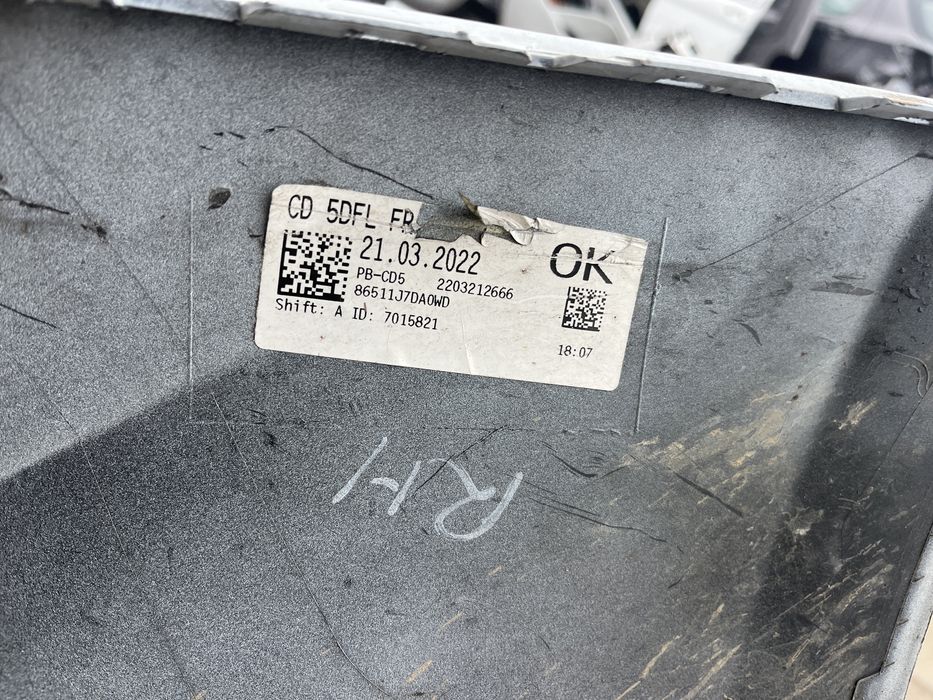 CD 5DFL FR
21.03.2022
OK
PB-CD5 2203212666
86511J7DA0WD
Shift: A ID: 7015821
18:07
RH